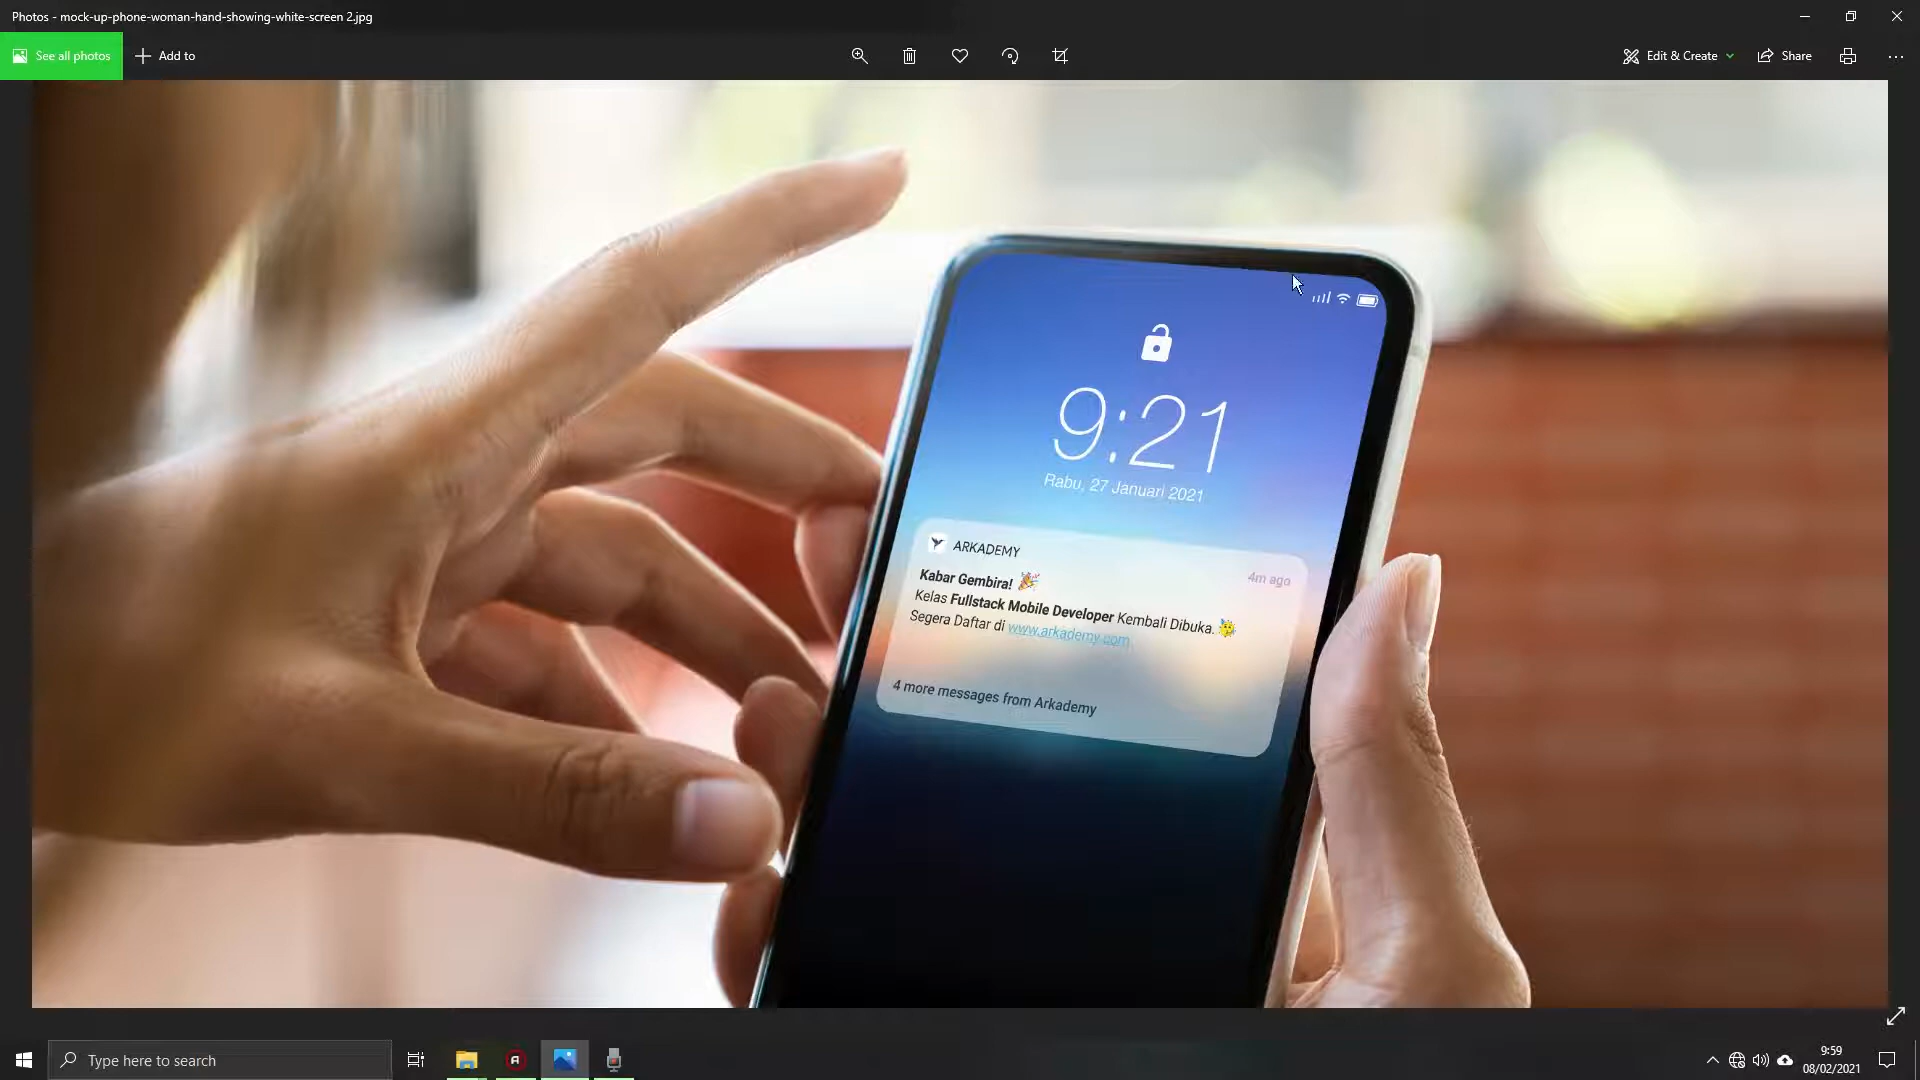 Photos - mock-up-phone-woman-hand-showing-white-screen 2.jpg
See all photos
Add to
Edit & Create
Share
9:21
Rabu, 27 Januari 2021
ARKADEMY
4m ago
Kabar Gembira! 🎉
Kelas Fullstack Mobile Developer Kembali Dibuka. 🥳
Segera Daftar di www.arkademy.com
4 more messages from Arkademy
Type here to search
9:59
08/02/2021